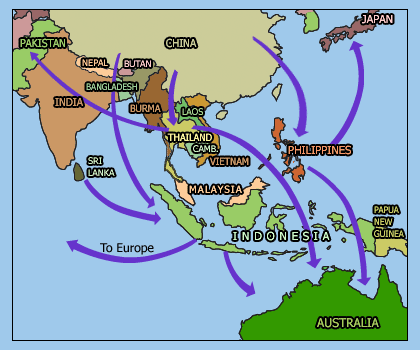 JAPAN
PAKISTAN
CHINA
NEPAL
BUTAN
BANGLADESH
INDIA
BURMA
LAOS
THAILAND
CAMB.
VIETNAM
PHILIPPINES
SRI
LANKA
MALAYSIA
PAPUA
NEW
GUINEA
INDONESIA
To Europe
AUSTRALIA